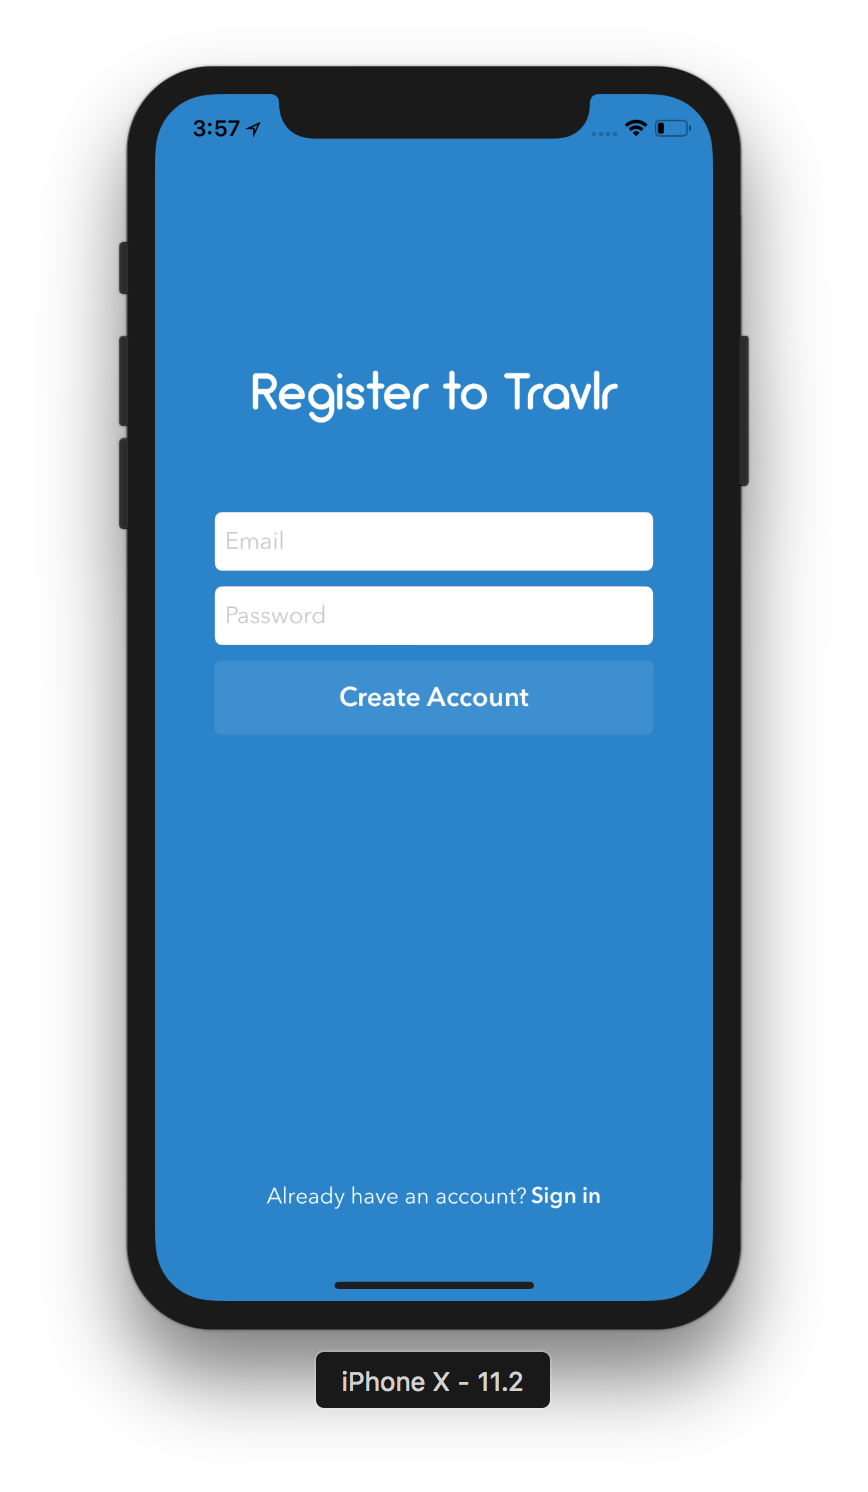 3:57
Register to Travlr
Email
Password
Create Account
Already have an account? Sign in
iPhone X - 11.2